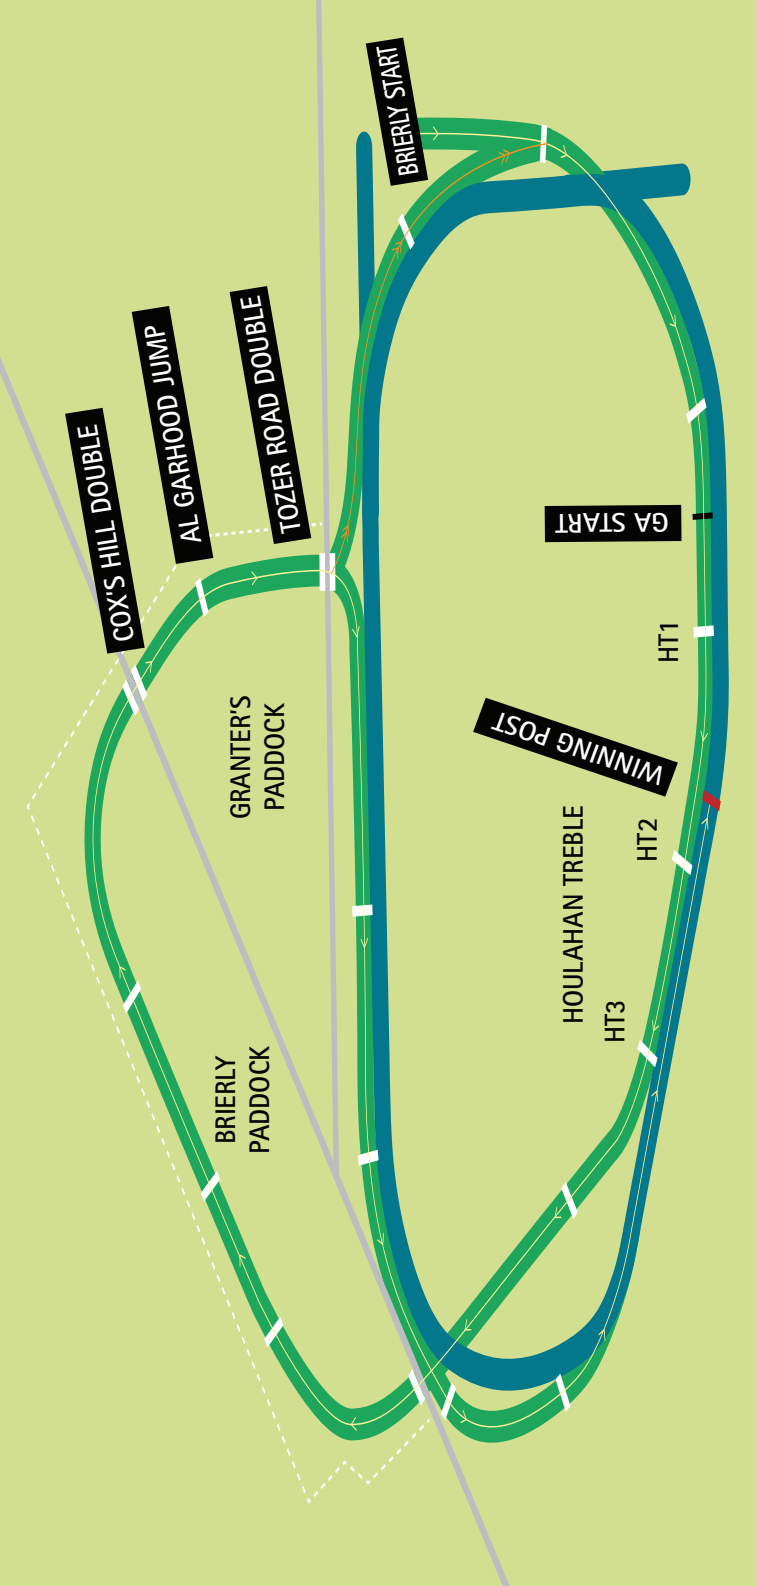 BRIERLY START
TOZER ROAD DOUBLE
AL GARHOOD JUMP
COX'S HILL DOUBLE
GA START
HT1
WINNING POST
GRANTER'S
PADDOCK
HT2
HOULAHAN TREBLE
HT3
BRIERLY
PADDOCK